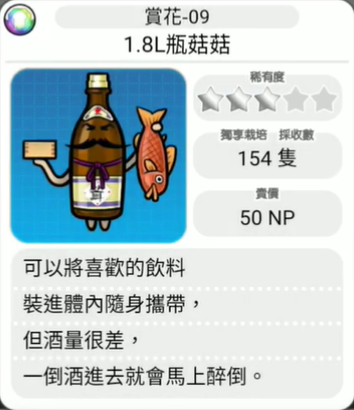 賞花-09
1.8L瓶菇菇
稀有度
獨享栽培 採收數
154 隻
賣價
50 NP
可以將喜歡的飲料
裝進體內隨身攜帶，
但酒量很差，
一倒酒進去就會馬上醉倒。